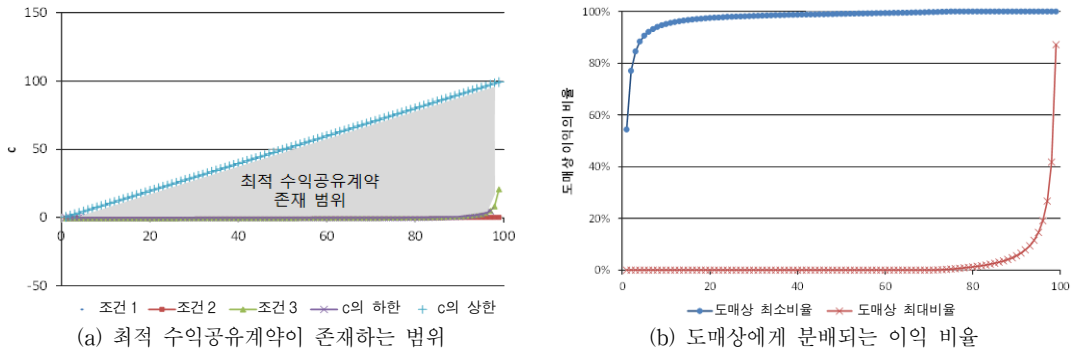 150
100
50
0
-50
c
0
20
40
60
80
100
최적 수익공유계약
존재 범위
조건 1
조건 2
조건 3
c의 하한
c의 상한
(a) 최적 수익공유계약이 존재하는 범위
100%
80%
60%
40%
20%
0%
도매상 이익의 비율
0
20
40
60
80
100
도매상 최소비율
도매상 최대비율
(b) 도매상에게 분배되는 이익 비율